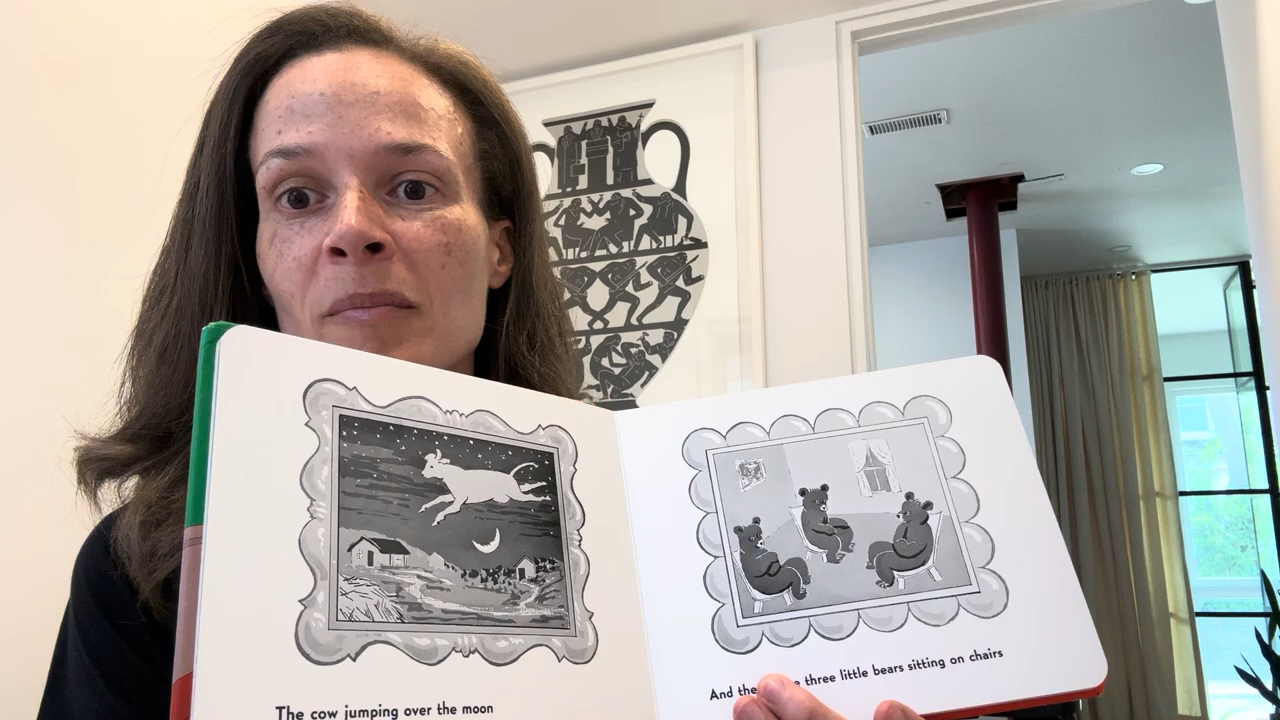 The cow jumping over the moon
And the three little bears sitting on chairs